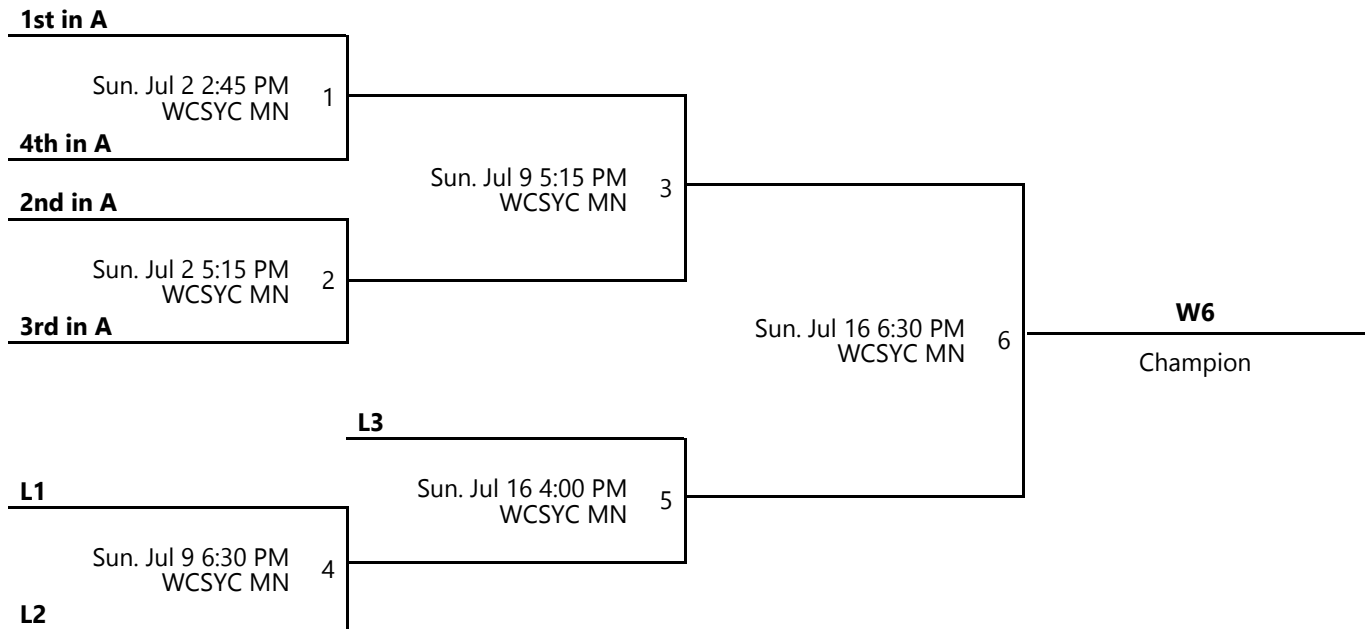 1st in A
Sun. Jul 2 2:45 PM
WCSYC MN
1
4th in A
2nd in A
Sun. Jul 2 5:15 PM
WCSYC MN
2
3rd in A
Sun. Jul 9 5:15 PM
WCSYC MN
3
L3
Sun. Jul 16 4:00 PM
WCSYC MN
5
L1
Sun. Jul 9 6:30 PM
WCSYC MN
4
L2
Sun. Jul 16 6:30 PM
WCSYC MN
6
W6
Champion